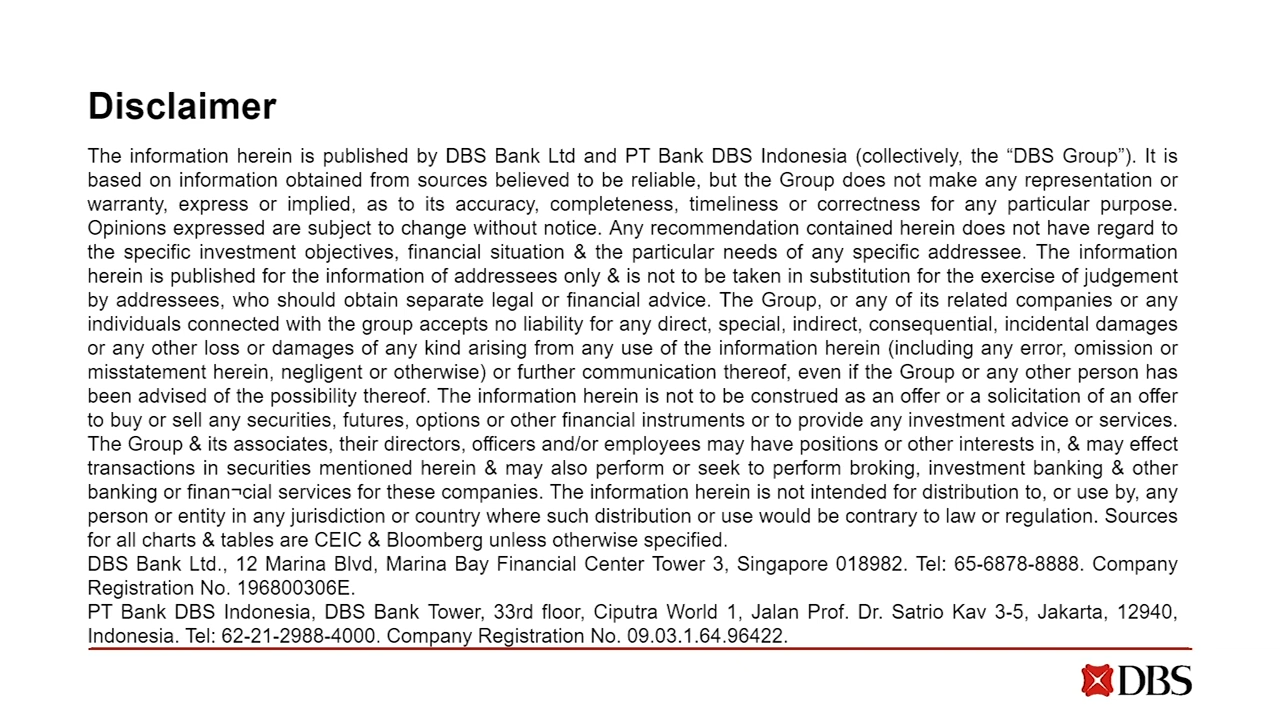 Disclaimer
The information herein is published by DBS Bank Ltd and PT Bank DBS Indonesia (collectively, the “DBS Group”). It is
based on information obtained from sources believed to be reliable, but the Group does not make any representation or
warranty, express or implied, as to its accuracy, completeness, timeliness or correctness for any particular purpose.
Opinions expressed are subject to change without notice. Any recommendation contained herein does not have regard to
the specific investment objectives, financial situation & the particular needs of any specific addressee. The information
herein is published for the information of addressees only & is not to be taken in substitution for the exercise of judgement
by addressees, who should obtain separate legal or financial advice. The Group, or any of its related companies or any
individuals connected with the group accepts no liability for any direct, special, indirect, consequential, incidental damages
or any other loss or damages of any kind arising from any use of the information herein (including any error, omission or
misstatement herein, negligent or otherwise) or further communication thereof, even if the Group or any other person has
been advised of the possibility thereof. The information herein is not to be construed as an offer or a solicitation of an offer
to buy or sell any securities, futures, options or other financial instruments or to provide any investment advice or services.
The Group & its associates, their directors, officers and/or employees may have positions or other interests in, & may effect
transactions in securities mentioned herein & may also perform or seek to perform broking, investment banking & other
banking or finan¬cial services for these companies. The information herein is not intended for distribution to, or use by, any
person or entity in any jurisdiction or country where such distribution or use would be contrary to law or regulation. Sources
for all charts & tables are CEIC & Bloomberg unless otherwise specified.
DBS Bank Ltd., 12 Marina Blvd, Marina Bay Financial Center Tower 3, Singapore 018982. Tel: 65-6878-8888. Company
Registration No. 196800306E.
PT Bank DBS Indonesia, DBS Bank Tower, 33rd floor, Ciputra World 1, Jalan Prof. Dr. Satrio Kav 3-5, Jakarta, 12940,
Indonesia. Tel: 62-21-2988-4000. Company Registration No. 09.03.1.64.96422.
DBS